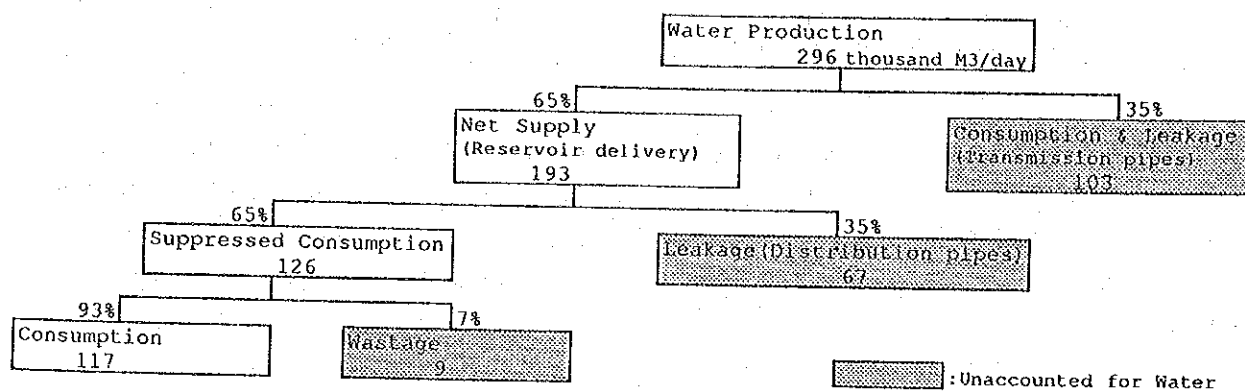 Water Production
296 thousand M3/day
65%
35%
Net Supply
(Reservoir delivery)
193
Consumption & Leakage
(Transmission pipes)
103
65%
35%
Suppressed Consumption
126
Leakage(Distribution pipes)
67
93%
7%
Consumption
117
Wastage
9
:Unaccounted for Water